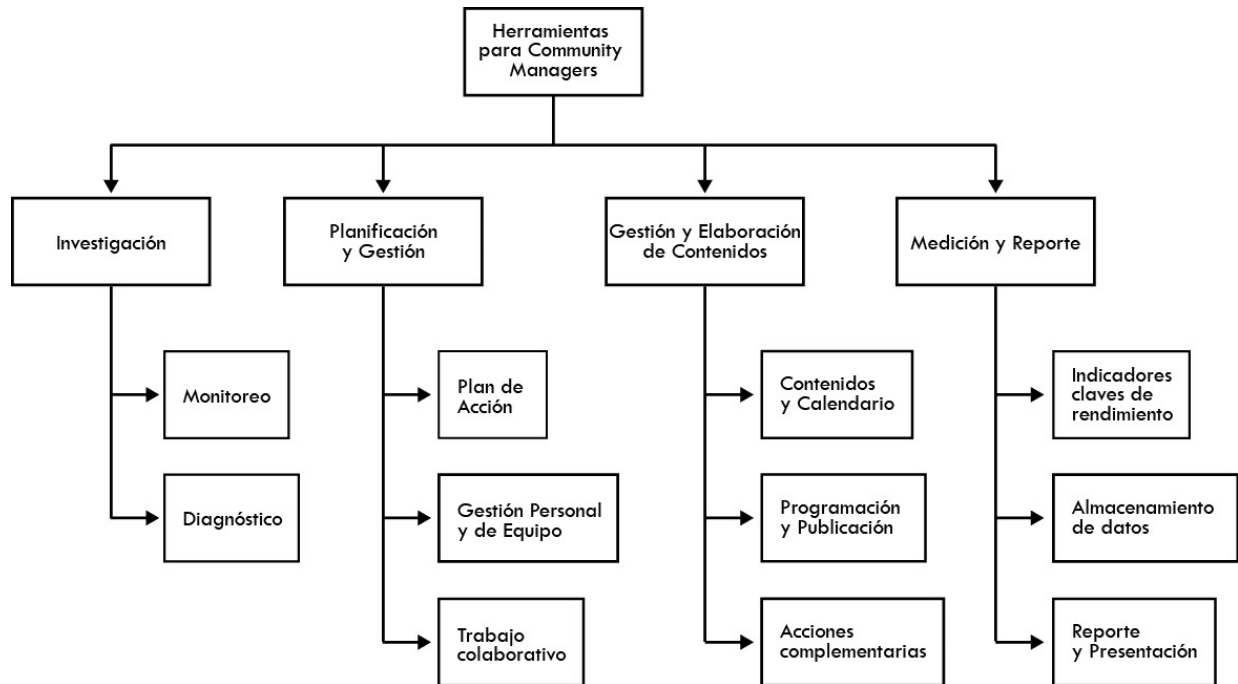 Herramientas
para Community
Managers
Investigación
Planificación
y Gestión
Gestión y Elaboración
de Contenidos
Medición y Reporte
Monitoreo
Diagnóstico
Plan de
Acción
Gestión Personal
y de Equipo
Trabajo
colaborativo
Contenidos
y Calendario
Programación
y Publicación
Acciones
complementarias
Indicadores
claves de
rendimiento
Almacenamiento
de datos
Reporte
y Presentación